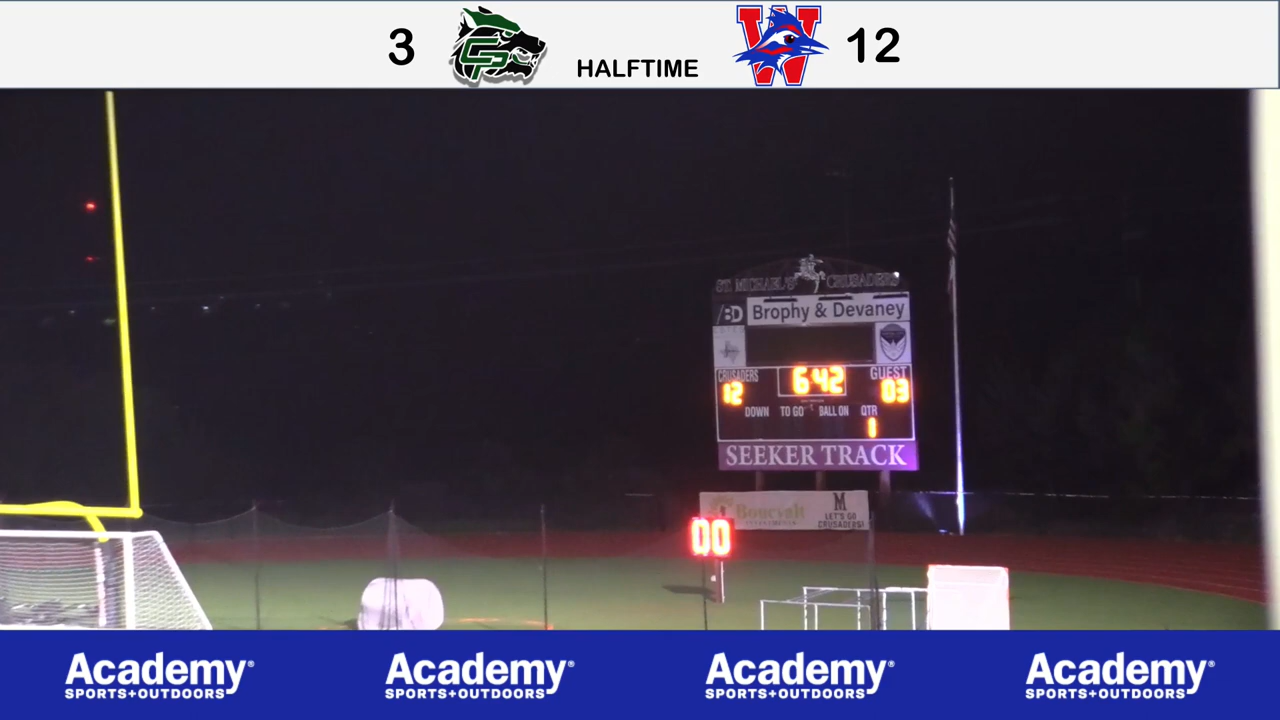 3
CP
HALFTIME
W
12
ST. MICHAEL'S CRUSADERS
BD Brophy & Devaney
CRUSADERS
6:42
GUEST
12
03
DOWN TO GO BALL ON QTR
1
SEEKER TRACK
M
LET'S GO
CRUSADERS!
00
Academy
SPORTS+OUTDOORS
Academy
SPORTS+OUTDOORS
Academy
SPORTS+OUTDOORS
Academy
SPORTS+OUTDOORS